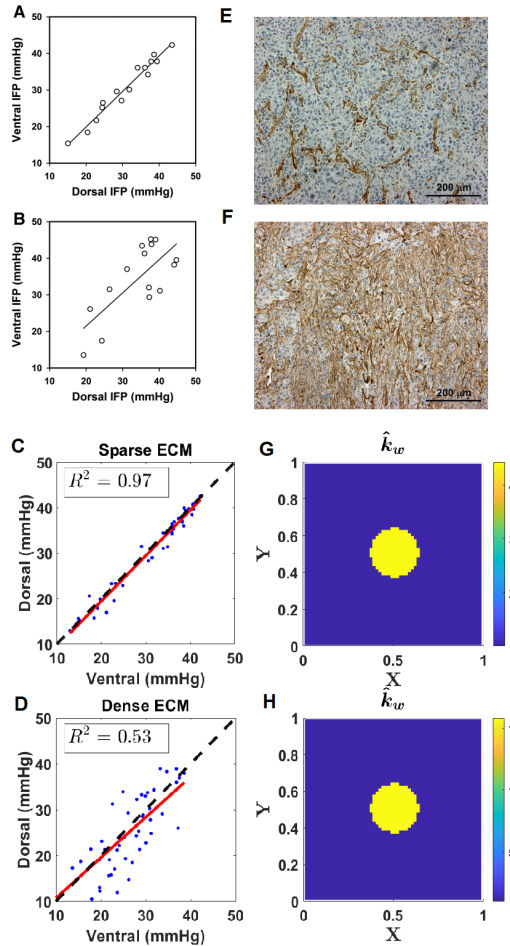 A
50
40
30
20
10
Ventral IFP (mmHg)
10 20 30 40 50
Dorsal IFP (mmHg)
E
200 µm
B
50
40
30
20
10
Ventral IFP (mmHg)
10 20 30 40 50
Dorsal IFP (mmHg)
F
200 µm
C
Sparse ECM
R² = 0.97
50
40
30
20
10
Dorsal (mmHg)
10 20 30 40 50
Ventral (mmHg)
G
k̂w
1
0.8
0.6
0.4
0.2
0
Y
0 0.5 1
X
D
Dense ECM
R² = 0.53
50
40
30
20
10
Dorsal (mmHg)
10 20 30 40 50
Ventral (mmHg)
H
k̂w
1
0.8
0.6
0.4
0.2
0
Y
0 0.5 1
X